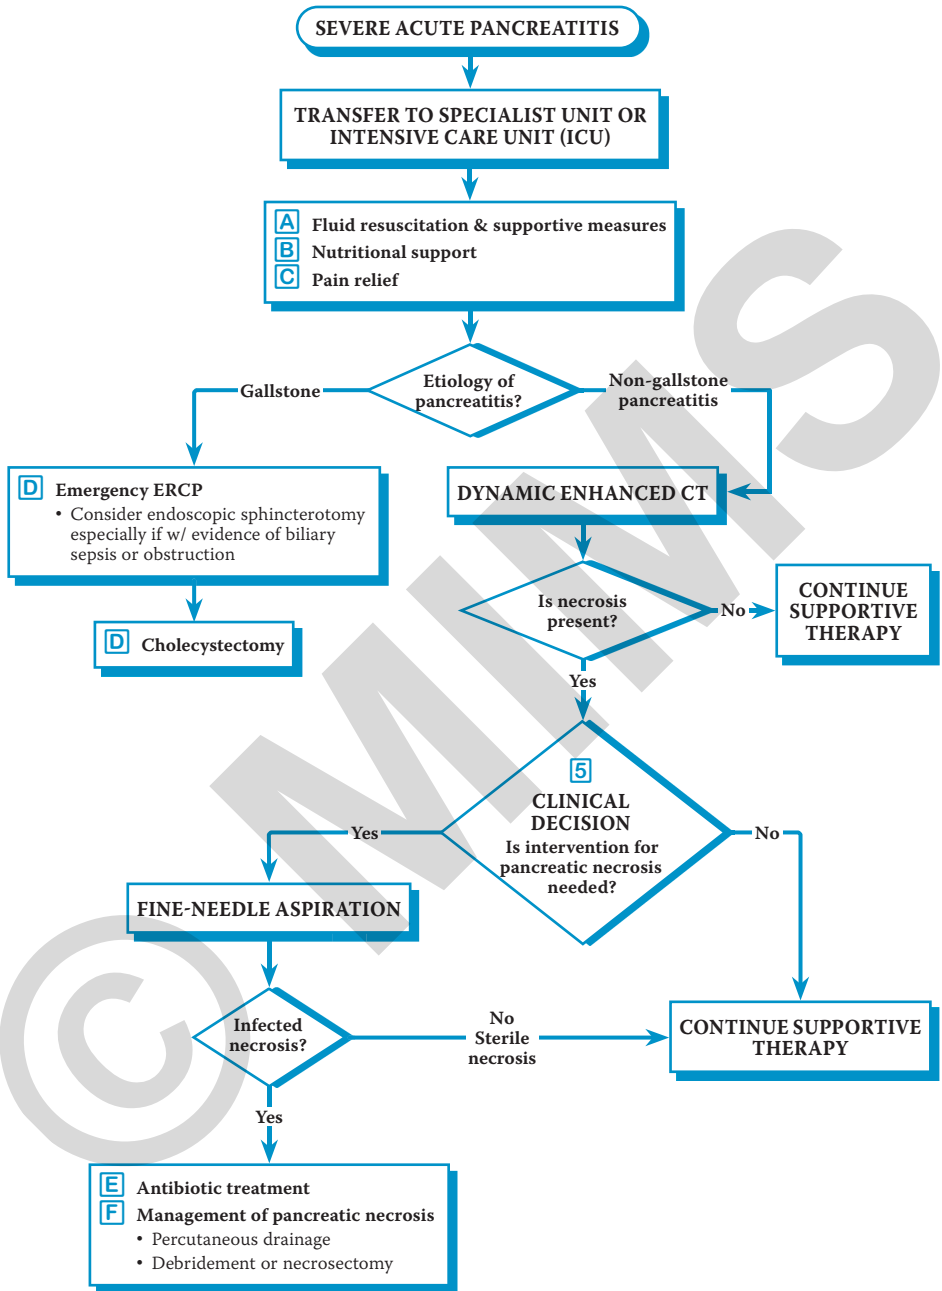 SEVERE ACUTE PANCREATITIS
TRANSFER TO SPECIALIST UNIT OR
INTENSIVE CARE UNIT (ICU)
A Fluid resuscitation & supportive measures
B Nutritional support
C Pain relief
Etiology of
pancreatitis?
Gallstone
Non-gallstone
pancreatitis
D Emergency ERCP
• Consider endoscopic sphincterotomy
especially if w/ evidence of biliary
sepsis or obstruction
DYNAMIC ENHANCED CT
D Cholecystectomy
Is necrosis
present?
No
CONTINUE
SUPPORTIVE
THERAPY
Yes
5
CLINICAL
DECISION
Is intervention for
pancreatic necrosis
needed?
Yes
No
FINE-NEEDLE ASPIRATION
Infected
necrosis?
No
Sterile
necrosis
CONTINUE SUPPORTIVE
THERAPY
Yes
E Antibiotic treatment
F Management of pancreatic necrosis
• Percutaneous drainage
• Debridement or necrosectomy
© MIMS